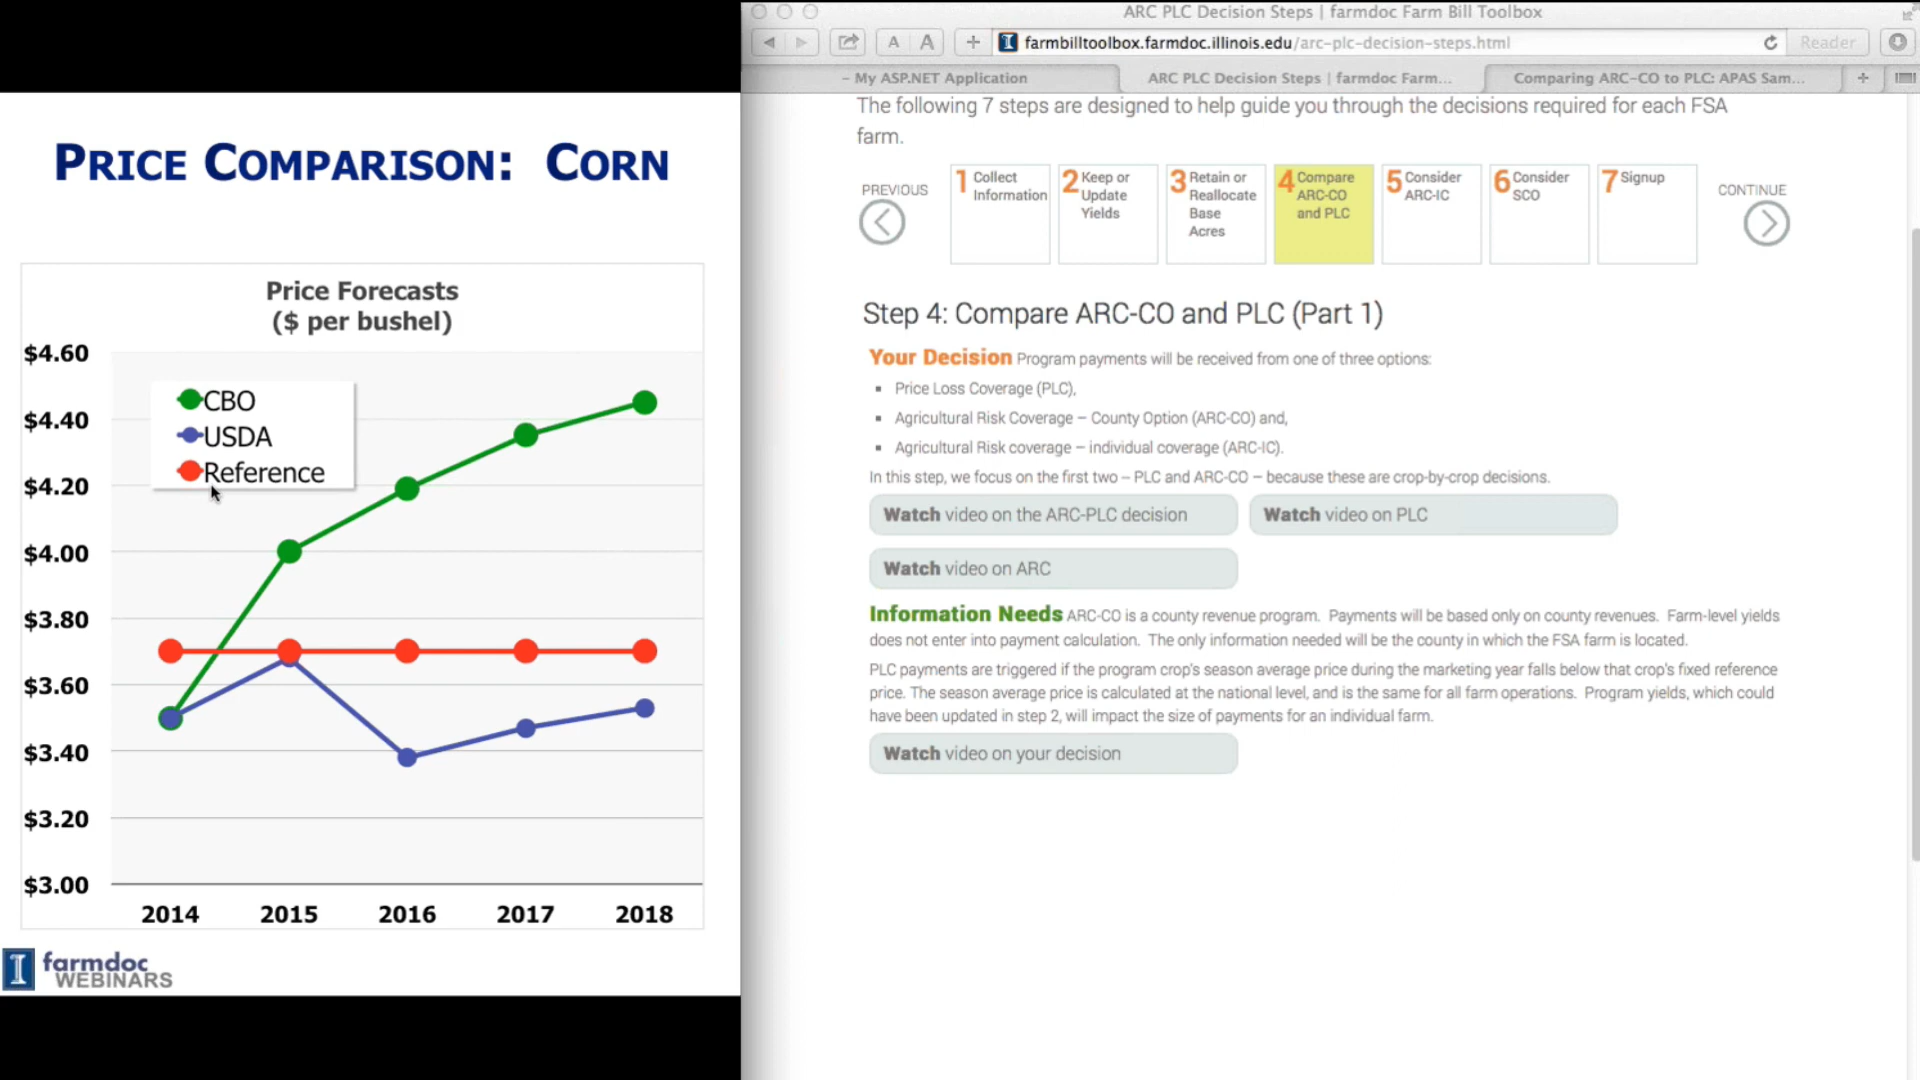 PRICE COMPARISON: CORN
Price Forecasts
($ per bushel)
$4.60
$4.40
$4.20
$4.00
$3.80
$3.60
$3.40
$3.20
$3.00
CBO
USDA
Reference
2014 2015 2016 2017 2018
I farmdoc
WEBINARS
ARC PLC Decision Steps | farmdoc Farm Bill Toolbox
A A + I farmbilltoolbox.farmdoc.illinois.edu/arc-plc-decision-steps.html Reader
– My ASP.NET Application ARC PLC Decision Steps | farmdoc Farm... Comparing ARC-CO to PLC: APAS Sam... +
The following 7 steps are designed to help guide you through the decisions required for each FSA
farm.
PREVIOUS
1 Collect
Information
2 Keep or
Update
Yields
3 Retain or
Reallocate
Base
Acres
4 Compare
ARC-CO
and PLC
5 Consider
ARC-IC
6 Consider
SCO
7 Signup
CONTINUE
Step 4: Compare ARC-CO and PLC (Part 1)
Your Decision Program payments will be received from one of three options:
▪ Price Loss Coverage (PLC),
▪ Agricultural Risk Coverage – County Option (ARC-CO) and,
▪ Agricultural Risk coverage – individual coverage (ARC-IC).
In this step, we focus on the first two – PLC and ARC-CO – because these are crop-by-crop decisions.
Watch video on the ARC-PLC decision
Watch video on PLC
Watch video on ARC
Information Needs ARC-CO is a county revenue program. Payments will be based only on county revenues. Farm-level yields
does not enter into payment calculation. The only information needed will be the county in which the FSA farm is located.
PLC payments are triggered if the program crop's season average price during the marketing year falls below that crop's fixed reference
price. The season average price is calculated at the national level, and is the same for all farm operations. Program yields, which could
have been updated in step 2, will impact the size of payments for an individual farm.
Watch video on your decision